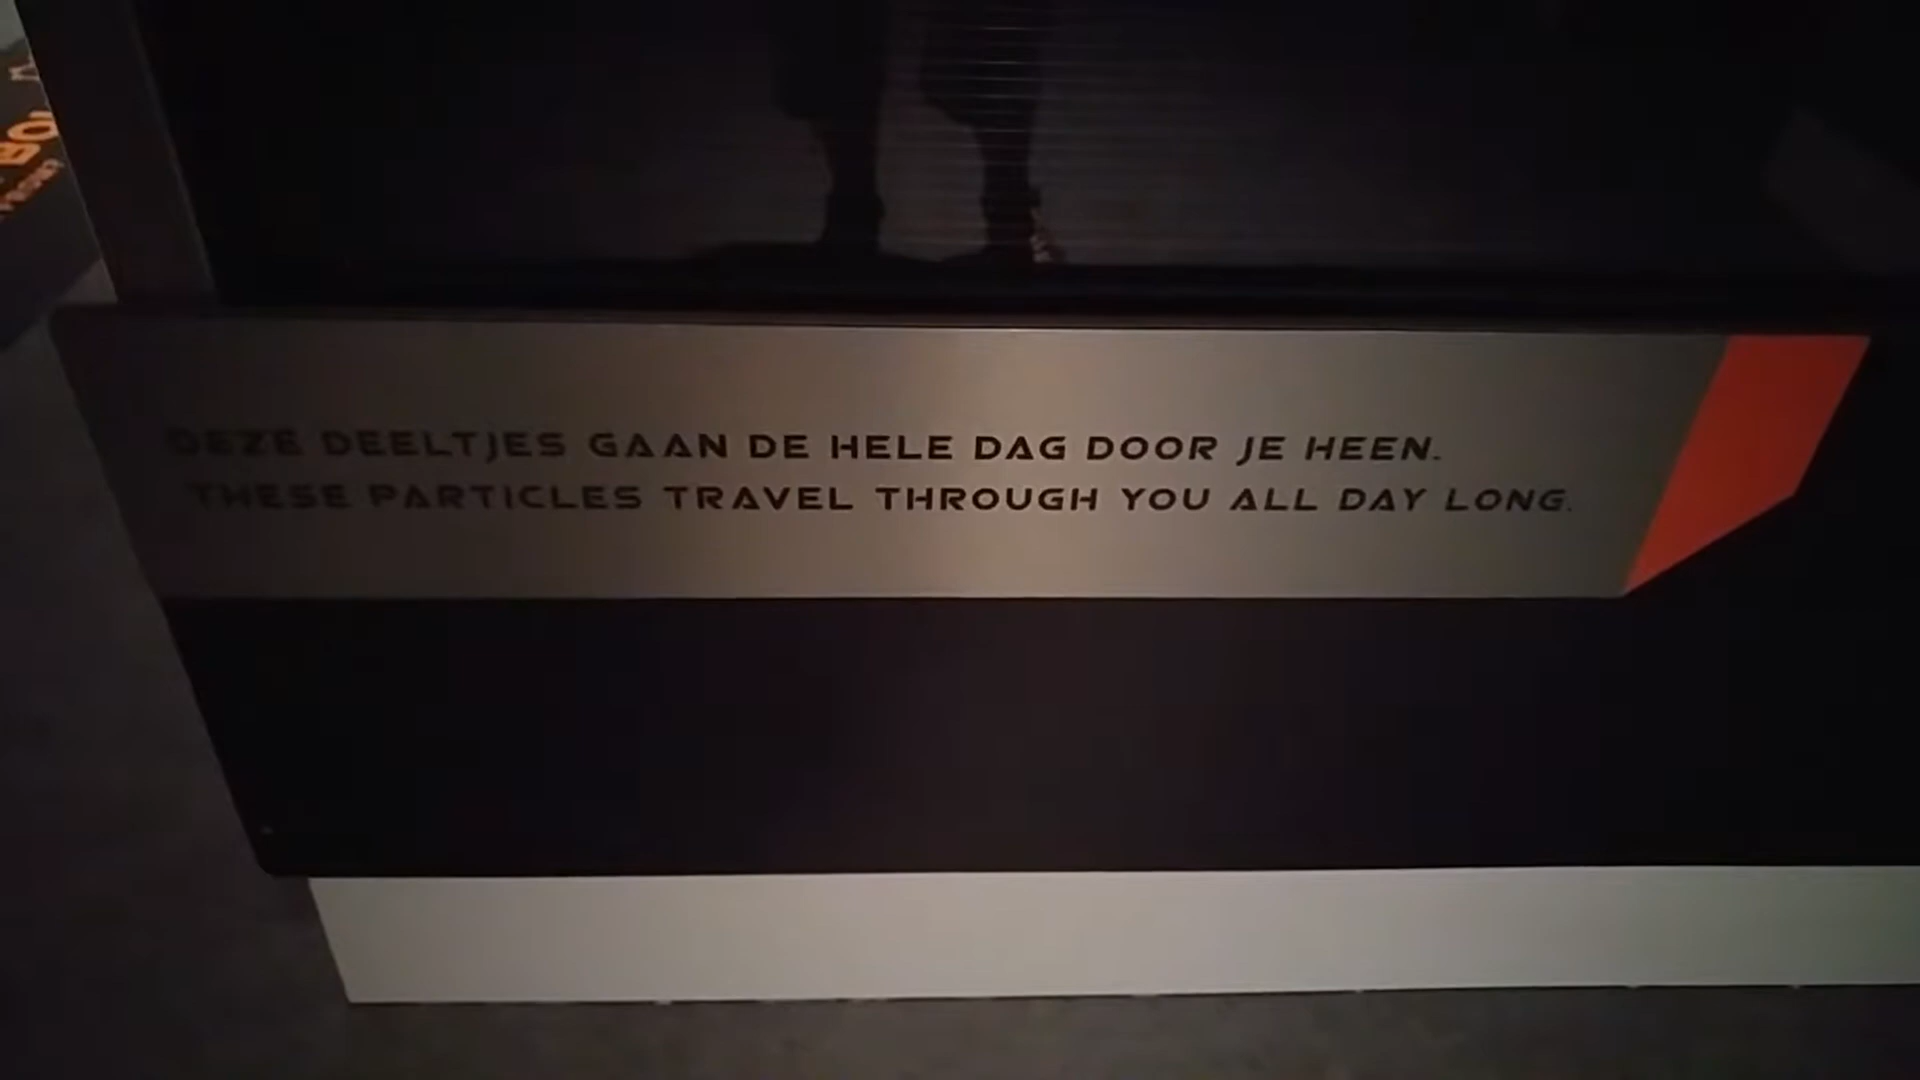 DEZE DEELTJES GAAN DE HELE DAG DOOR JE HEEN.
THESE PARTICLES TRAVEL THROUGH YOU ALL DAY LONG.